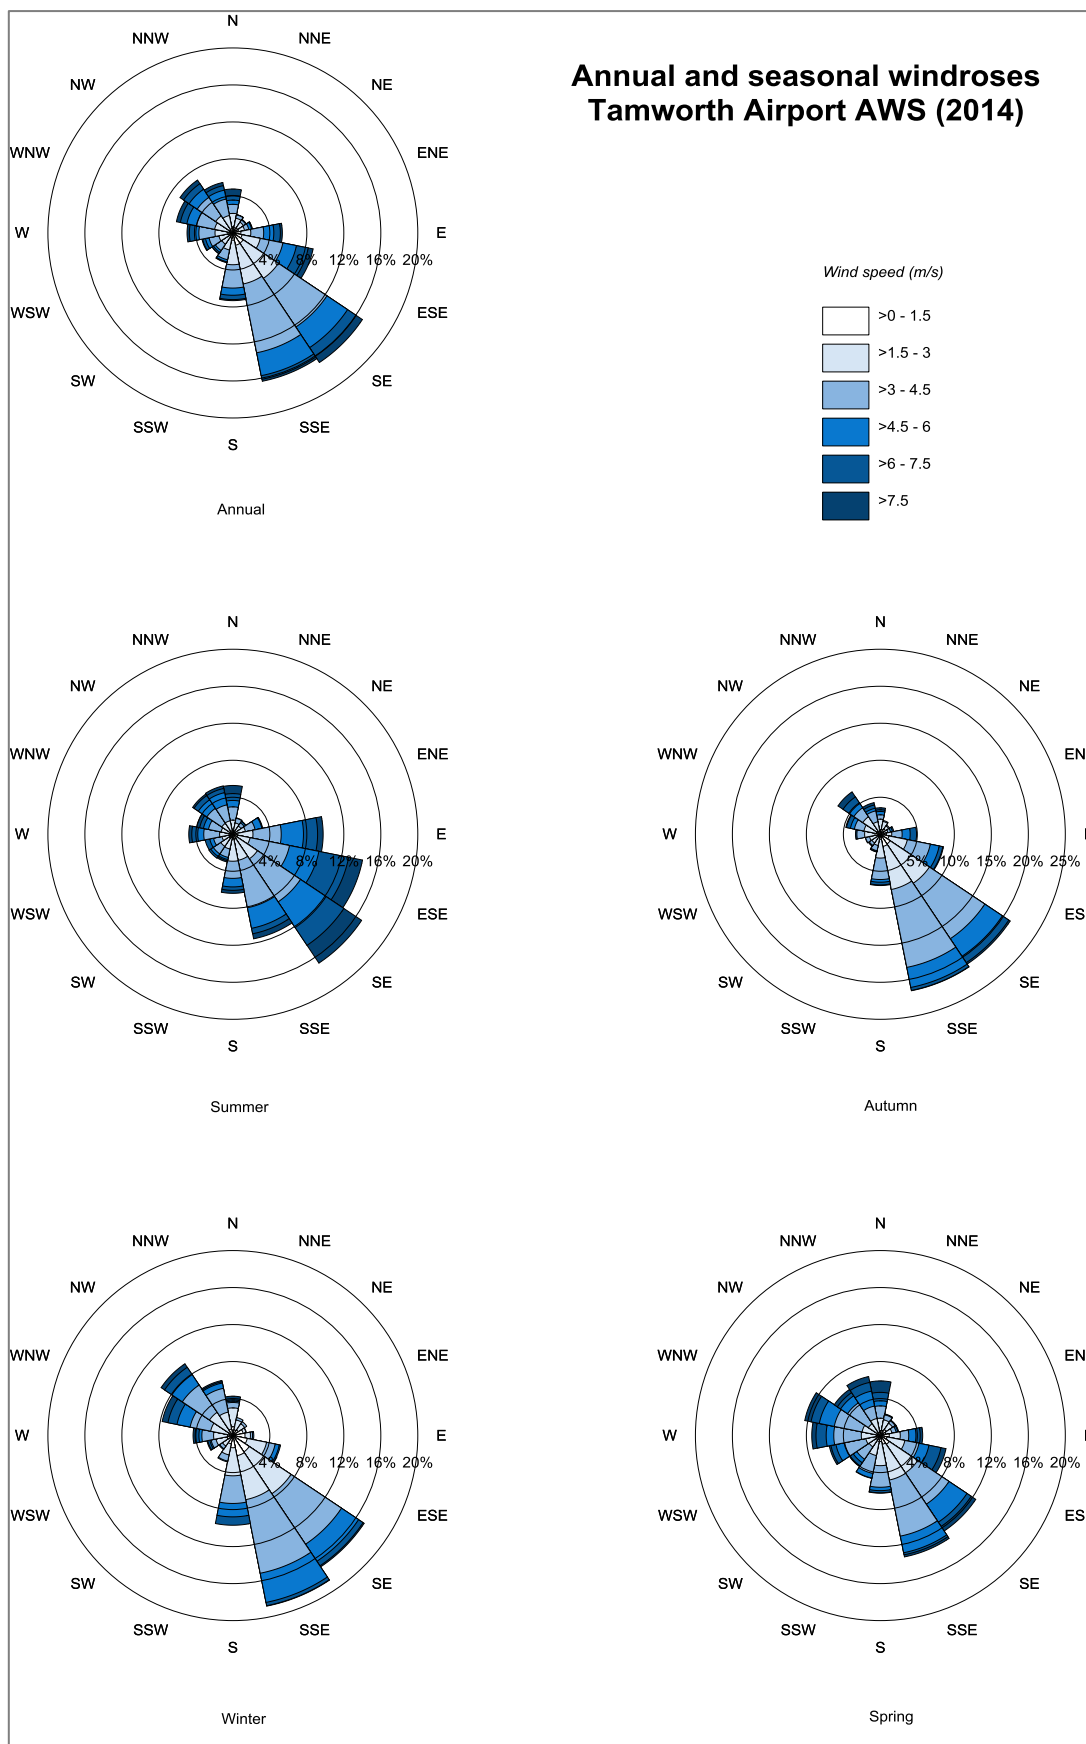 N
NNW
NNE
Annual and seasonal windroses
NW
NE
Tamworth Airport AWS (2014)
WNW
ENE
W
E
4%
8%
12%
16%
20%
Wind speed (m/s)
WSW
ESE
>0 - 1.5
>1.5 - 3
SW
SE
>3 - 4.5
SSW
SSE
>4.5 - 6
S
>6 - 7.5
>7.5
Annual
N
NNW
NNE
NW
NE
WNW
ENE
W
E
4%
8%
12%
16%
20%
WSW
ESE
SW
SE
SSW
SSE
S
Summer
N
NNW
NNE
NW
NE
WNW
EN
W
5%
10%
15%
20%
25%
WSW
ES
SW
SE
SSW
SSE
S
Autumn
N
NNW
NNE
NW
NE
WNW
ENE
W
E
4%
8%
12%
16%
20%
WSW
ESE
SW
SE
SSW
SSE
S
Winter
N
NNW
NNE
NW
NE
WNW
EN
W
4%
8%
12%
16%
20%
WSW
ES
SW
SE
SSW
SSE
S
Spring